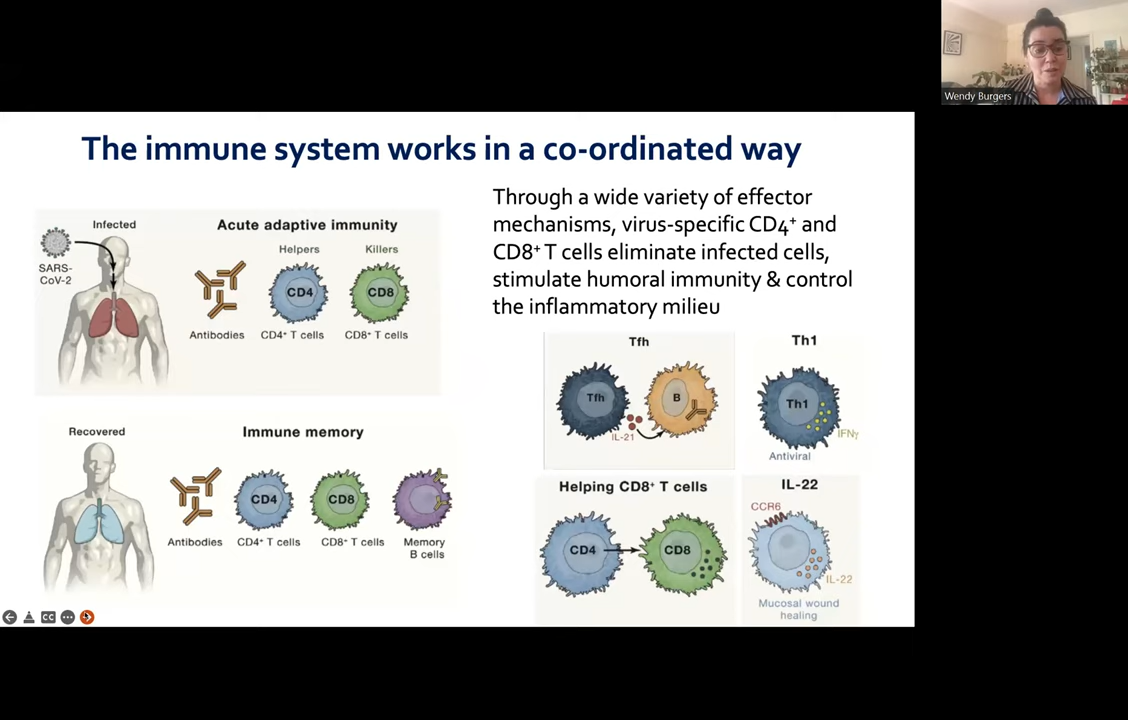 Wendy Burgers
The immune system works in a co-ordinated way
Infected
SARS-
CoV-2
Acute adaptive immunity
Helpers
Killers
CD4
CD8
Antibodies
CD4⁺ T cells
CD8⁺ T cells
Recovered
Immune memory
CD4
CD8
Antibodies
CD4⁺ T cells
CD8⁺ T cells
Memory
B cells
Through a wide variety of effector
mechanisms, virus-specific CD4⁺ and
CD8⁺ T cells eliminate infected cells,
stimulate humoral immunity & control
the inflammatory milieu
Tfh
Tfh
B
IL-21
Th1
Th1
IFNγ
Antiviral
Helping CD8⁺ T cells
CD4
CD8
IL-22
CCR6
IL-22
Mucosal wound
healing
CC